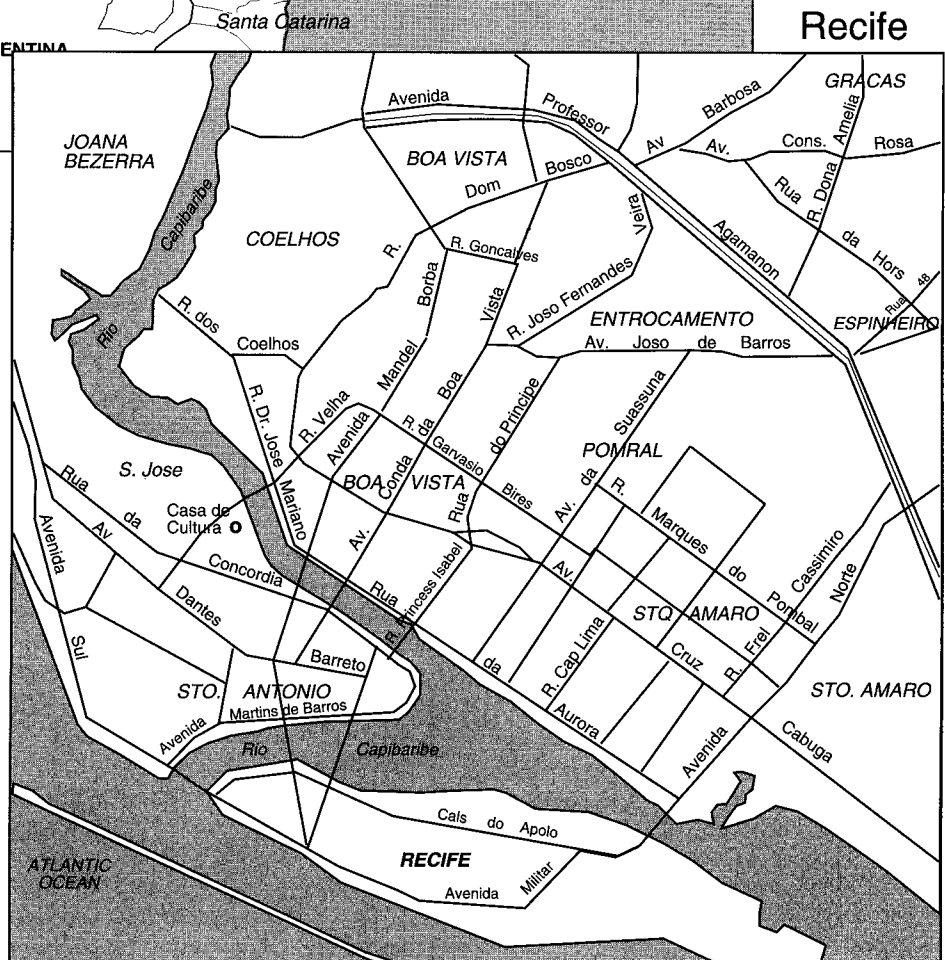 Santa Catarina
Recife
ENTINA
GRACAS
Avenida
Professor
Barbosa
Av
Av.
Cons.
Rosa
R. Dona Amelia
JOANA
BEZERRA
BOA VISTA
Dom
Bosco
Rua
da
Hors
Capibaribe
COELHOS
R.
R. Goncalves
Veira
Agamanon
Borba
Vista
R. Joso Fernandes
Rua 48
ESPINHEIRO
R. dos
Coelhos
Rio
ENTROCAMENTO
Av. Joso de Barros
Mandel
Boa
R. Dr. Jose
R. Velha
Avenida
R. da
Garvasio
do Principe
Suassuna
POMRAL
S. Jose
BOA VISTA
Conda
Bires
da
R.
Marques
do
Pombal
Rua
da
Casa de
Cultura
Mariano
Av.
Rua
Av.
Av.
Cassimiro
Norte
Avenida
Av
Concordia
Rua
R. Princess Isabel
STO AMARO
Dantes
R. Cap Lima
Cruz
R. Frel
Sul
Barreto
da
STO. ANTONIO
STO. AMARO
Martins de Barros
Aurora
Avenida
Avenida
Cabuga
Rio
Capibaribe
Cals do Apolo
RECIFE
ATLANTIC
OCEAN
Avenida
Militar